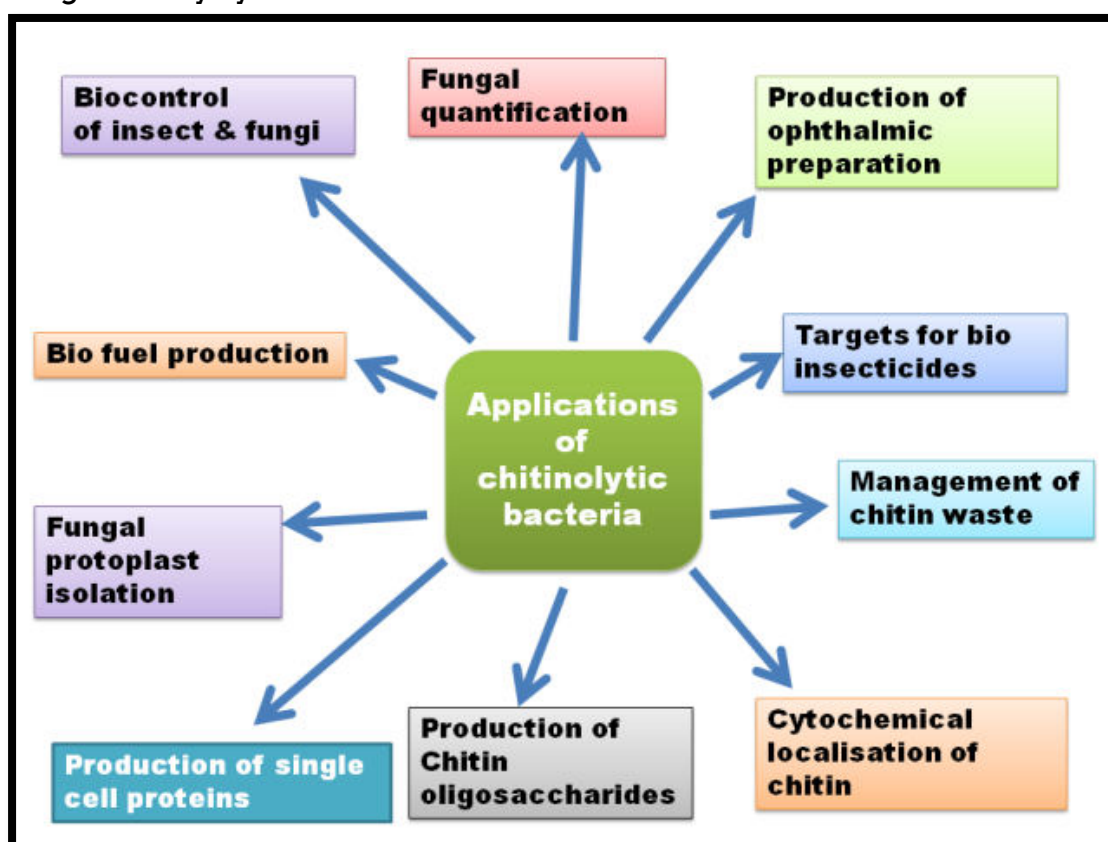 Biocontrol
of insect & fungi
Fungal
quantification
Production of
ophthalmic
preparation
Bio fuel production
Targets for bio
insecticides
Applications
of
chitinolytic
bacteria
Management of
chitin waste
Fungal
protoplast
isolation
Production of single
cell proteins
Production of
Chitin
oligosaccharides
Cytochemical
localisation of
chitin